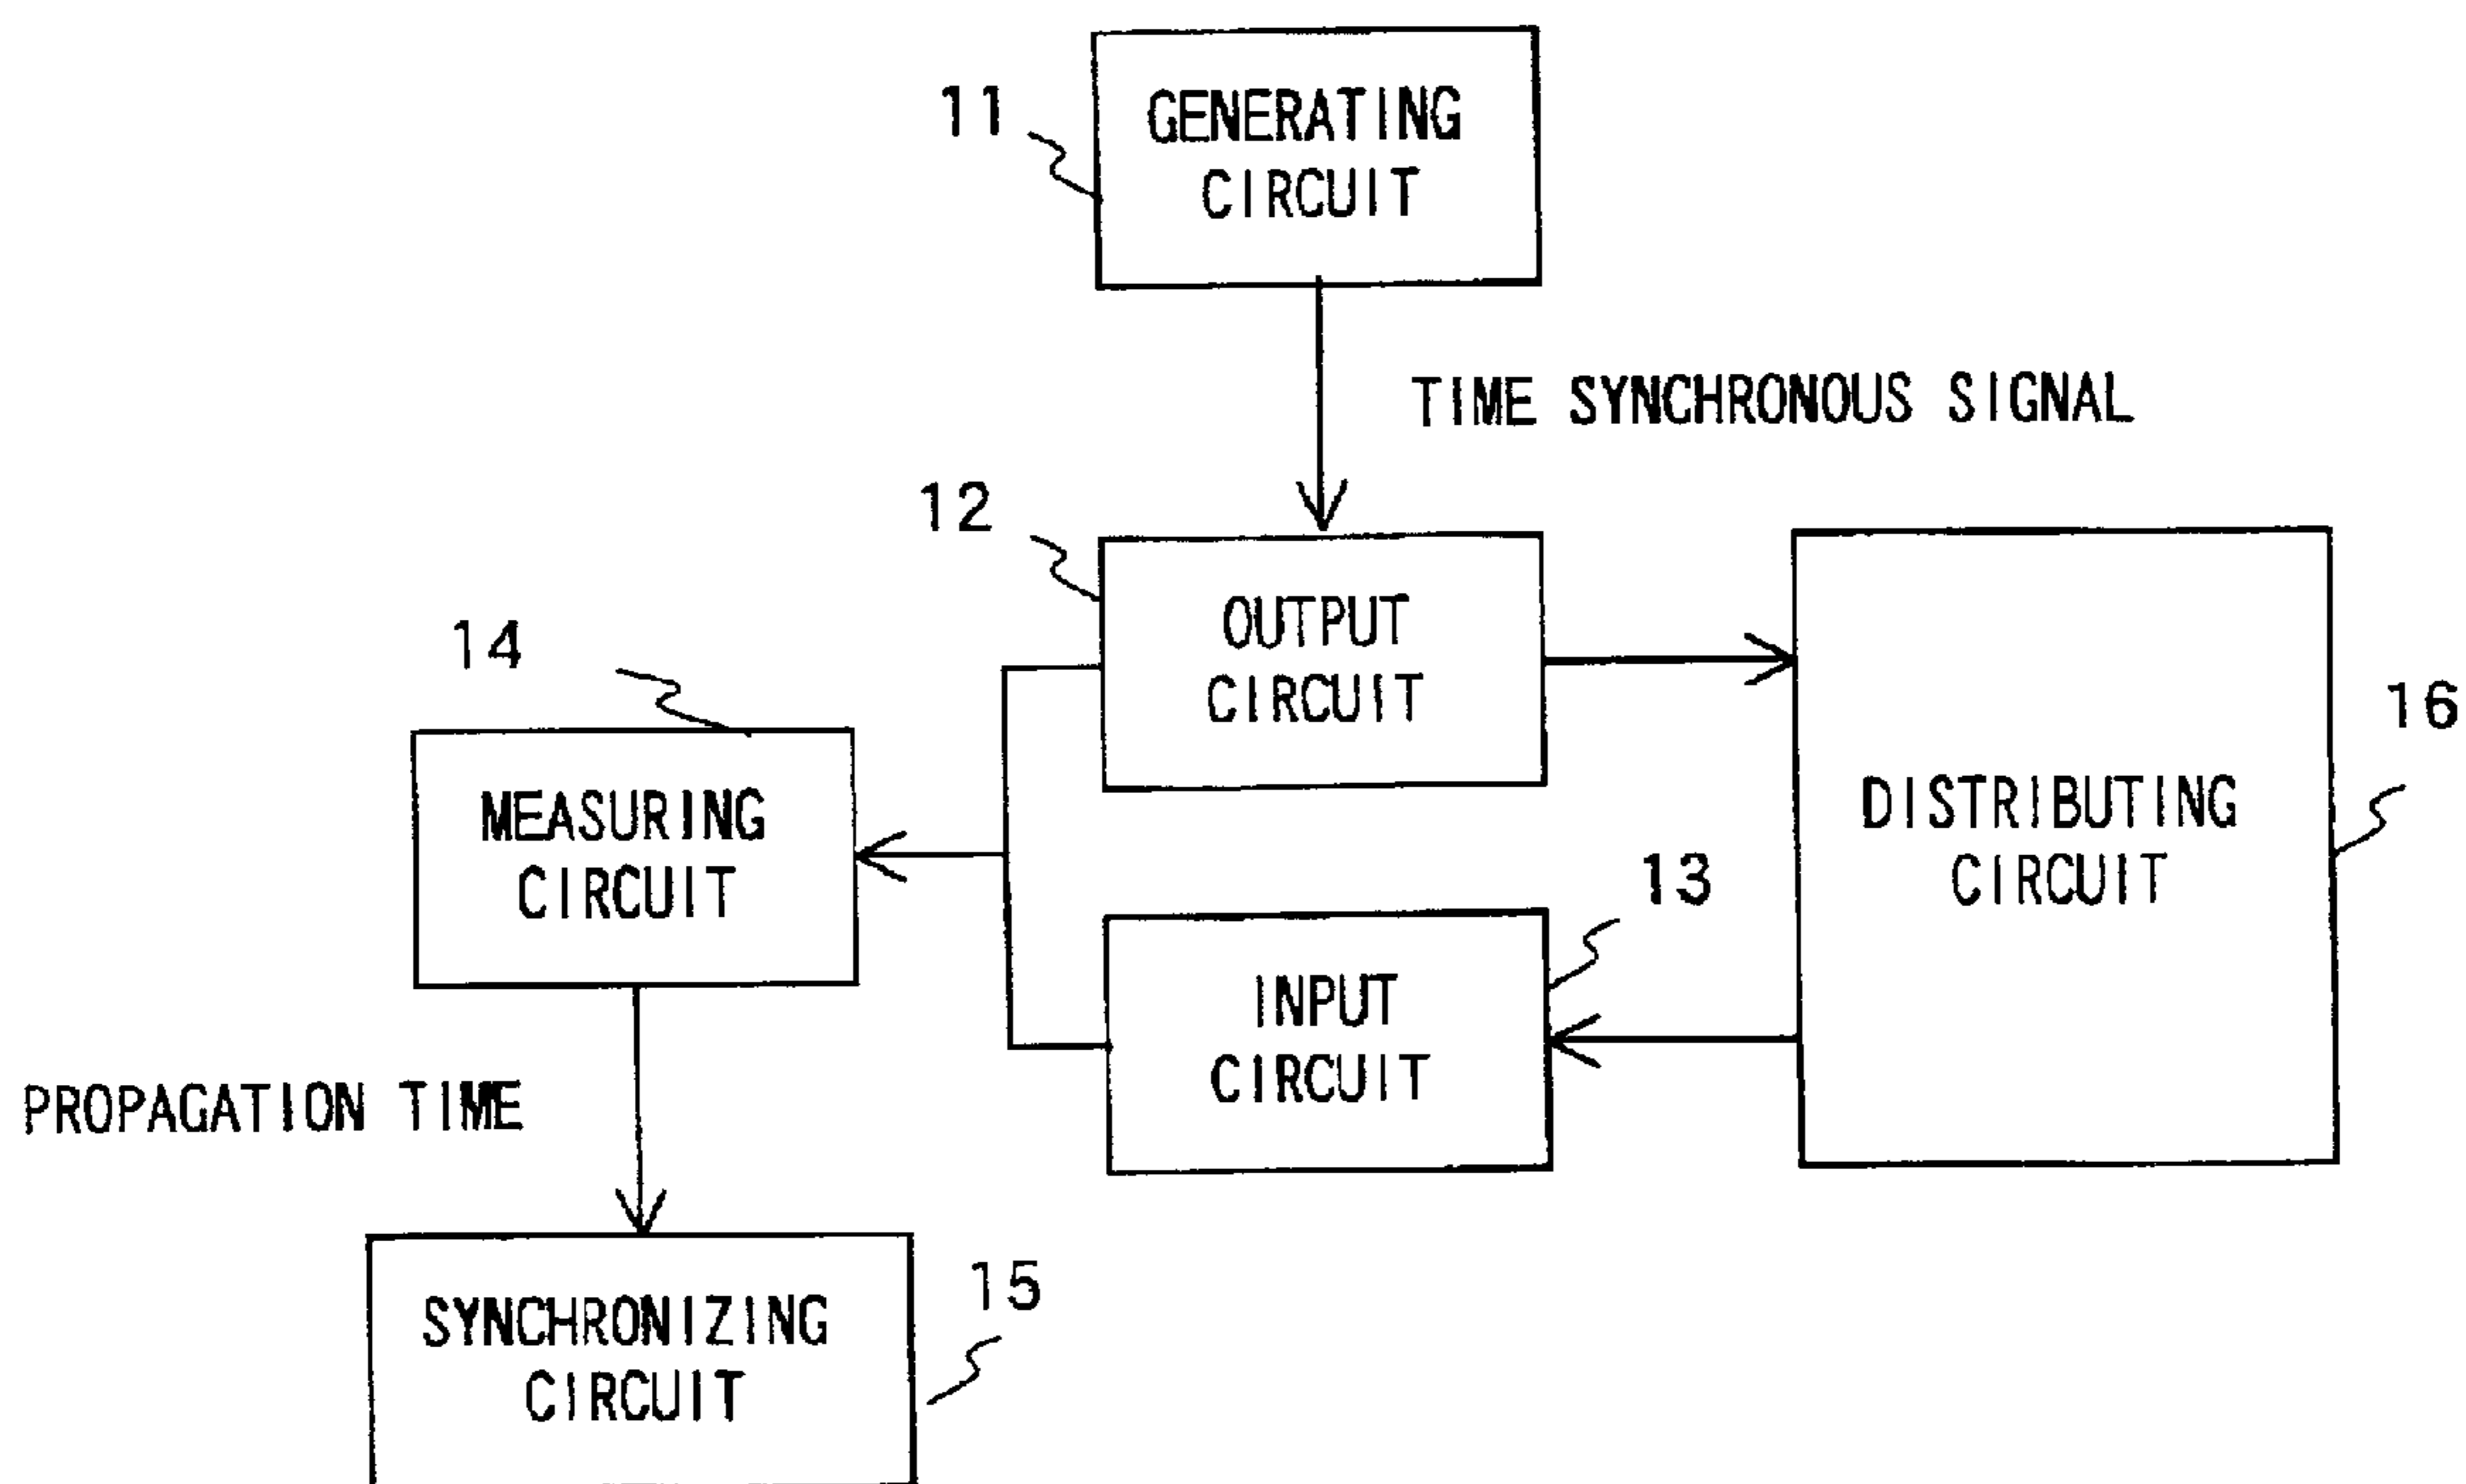 11
GENERATING
CIRCUIT
TIME SYNCHRONOUS SIGNAL
12
OUTPUT
CIRCUIT
14
MEASURING
CIRCUIT
16
DISTRIBUTING
CIRCUIT
13
INPUT
CIRCUIT
PROPAGATION TIME
15
SYNCHRONIZING
CIRCUIT